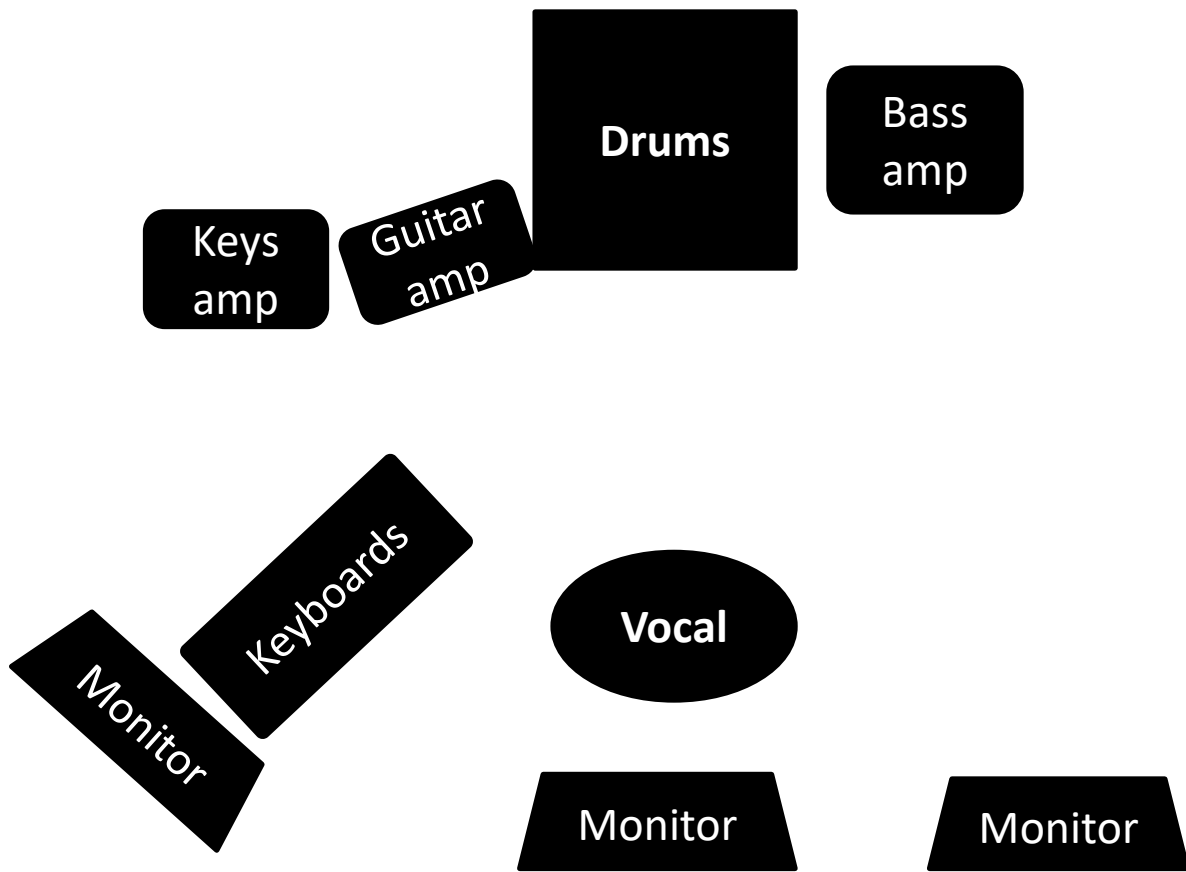 Drums
Bass
amp
Keys
amp
Guitar
amp
Keyboards
Vocal
Monitor
Monitor
Monitor